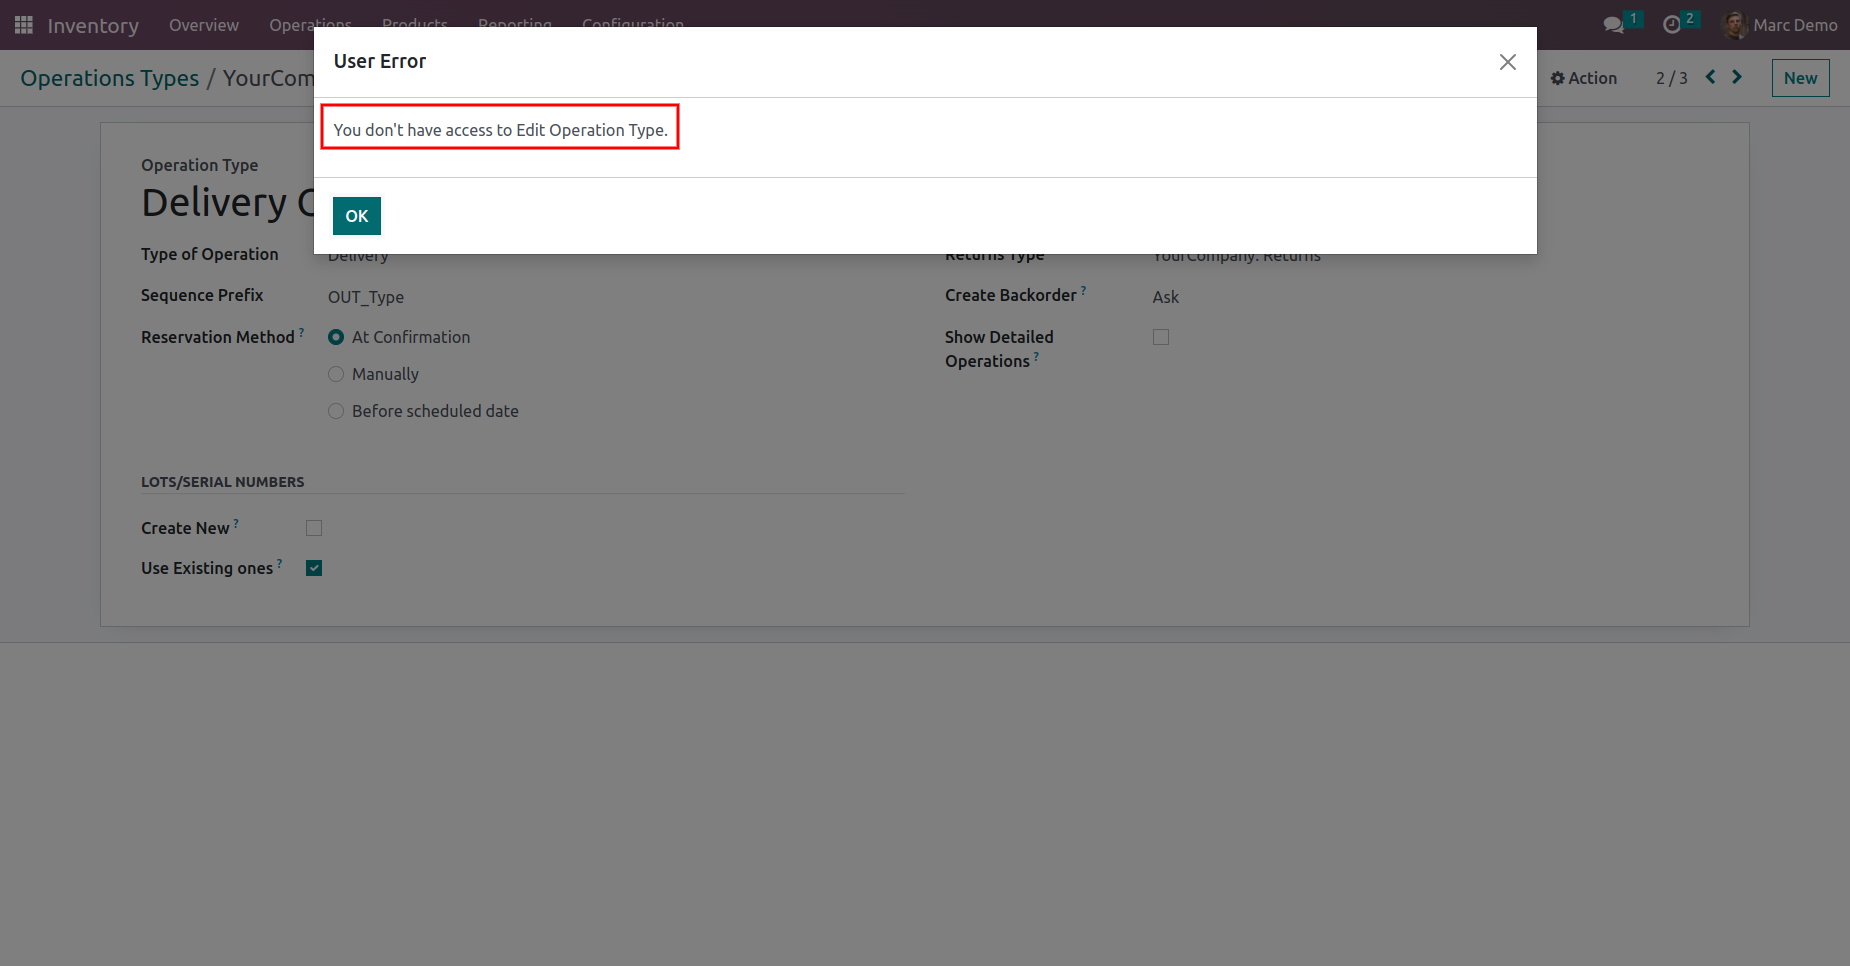 Inventory Overview Operations Products Reporting Configuration 1 2 Marc Demo
Operations Types / YourCom
Action 2 / 3 New
User Error
You don't have access to Edit Operation Type.
OK
Operation Type
Delivery
Type of Operation Delivery
Sequence Prefix OUT_Type
Reservation Method ? At Confirmation
Manually
Before scheduled date
Returns Type YourCompany: Returns
Create Backorder ? Ask
Show Detailed
Operations ?
LOTS/SERIAL NUMBERS
Create New ?
Use Existing ones ?